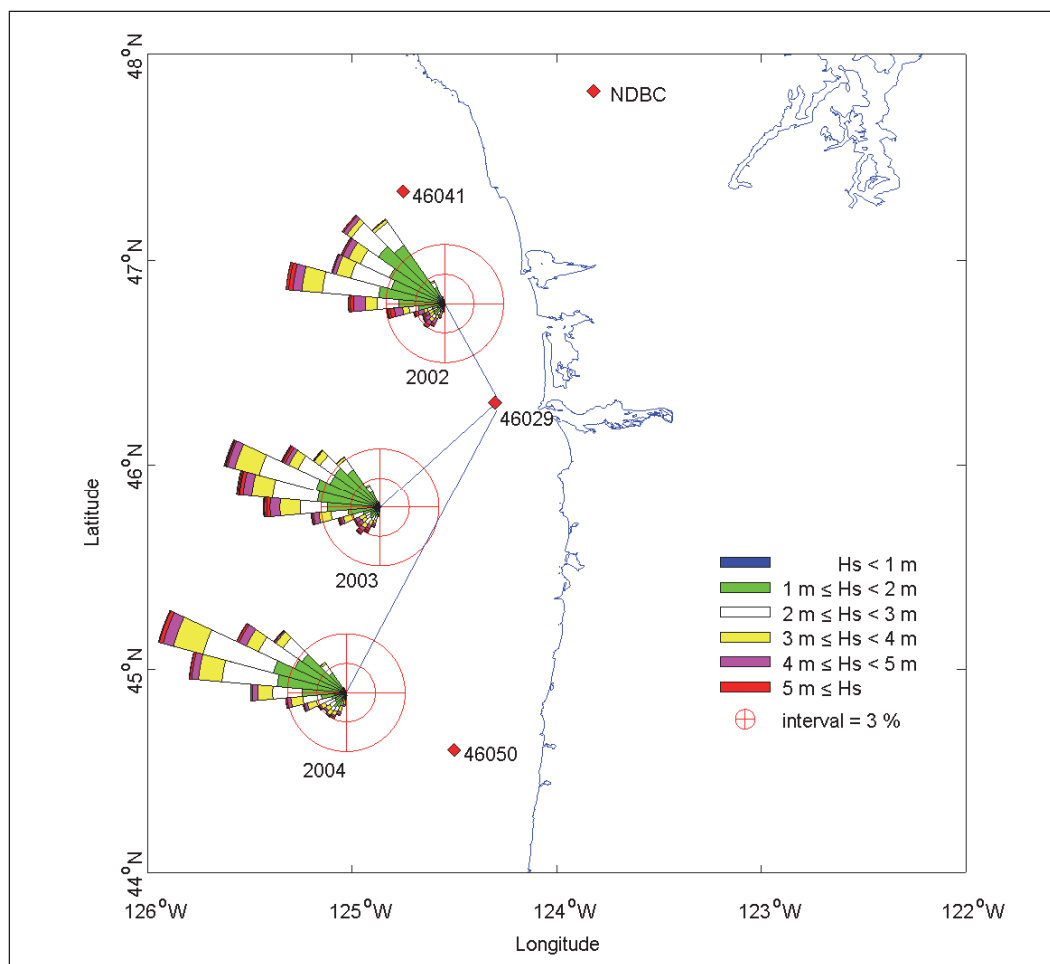 48°N
NDBC
46041
47°N
2002
46029
46°N
Latitude
2003
Hs < 1 m
1 m ≤ Hs < 2 m
2 m ≤ Hs < 3 m
3 m ≤ Hs < 4 m
4 m ≤ Hs < 5 m
5 m ≤ Hs
interval = 3 %
45°N
46050
2004
44°N
126°W 125°W 124°W 123°W 122°W
Longitude